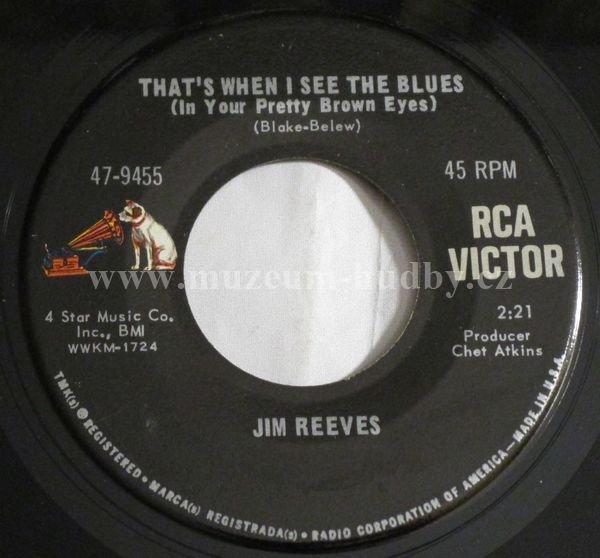 THAT'S WHEN I SEE THE BLUES
(In Your Pretty Brown Eyes)
(Blake-Belew)
47-9455
45 RPM
RCA
VICTOR
www.muzeum-hudby.cz
4 Star Music Co.
Inc., BMI
WWKM-1724
2:21
Producer
Chet Atkins
JIM REEVES
TMK(s) ® REGISTERED • MARCA(s) REGISTRADA(s) • RADIO CORPORATION OF AMERICA—MADE IN U.S.A.